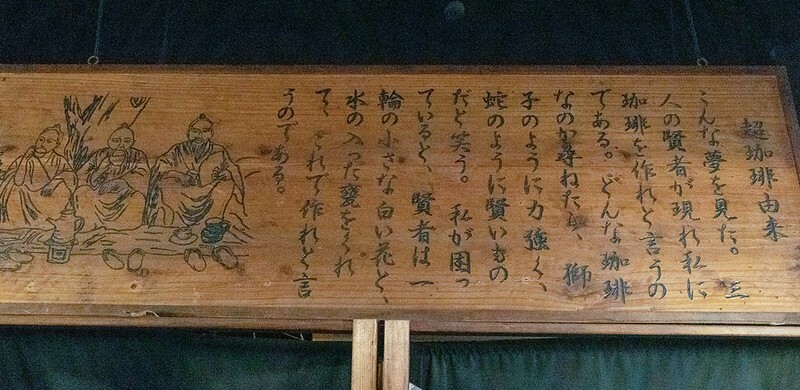 超珈琲由来
こんな夢を見た。三
人の賢者が現れ私に
珈琲を作れと言うの
である。どんな珈琲
なのか尋ねたら、獅
子のように力強く、
蛇のように賢いもの
だと笑う。私が困っ
ていると、賢者は一
輪の小さな白い花と、
水の入った甕をくれ
て、これで作れと言
うのである。